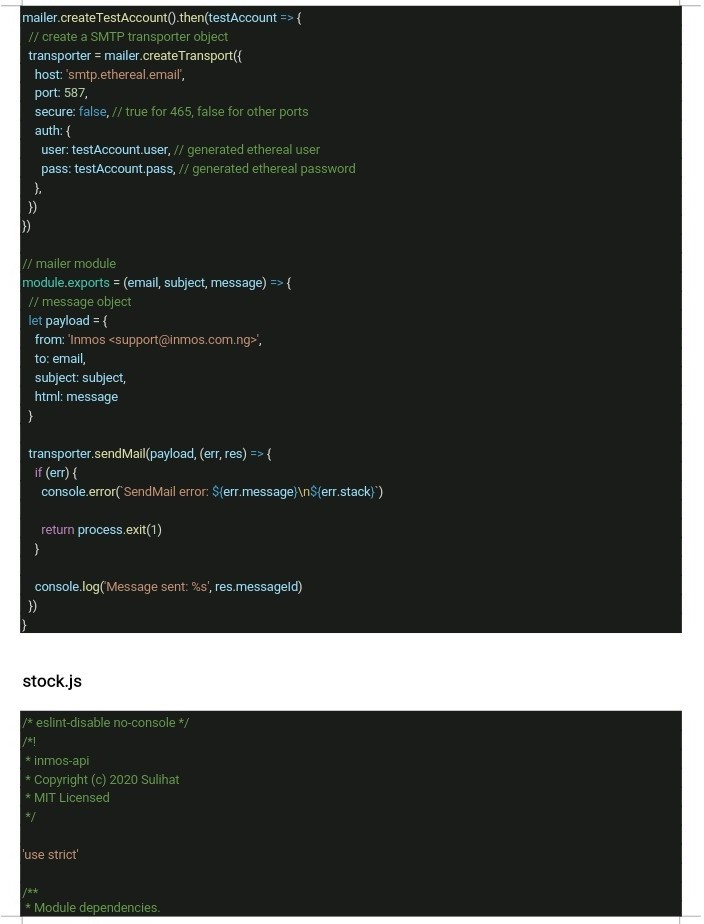 mailer.createTestAccount().then(testAccount => {
  // create a SMTP transporter object
  transporter = mailer.createTransport({
    host: 'smtp.ethereal.email',
    port: 587,
    secure: false, // true for 465, false for other ports
    auth: {
      user: testAccount.user, // generated ethereal user
      pass: testAccount.pass, // generated ethereal password
    },
  })
})

// mailer module
module.exports = (email, subject, message) => {
  // message object
  let payload = {
    from: 'Inmos <support@inmos.com.ng>',
    to: email,
    subject: subject,
    html: message
  }

  transporter.sendMail(payload, (err, res) => {
    if (err) {
      console.error(`SendMail error: ${err.message}\n${err.stack}`)

      return process.exit(1)
    }

    console.log('Message sent: %s', res.messageId)
  })
}

stock.js

/* eslint-disable no-console */
/*!
 * inmos-api
 * Copyright (c) 2020 Sulihat
 * MIT Licensed
 */

'use strict'

/**
 * Module dependencies.